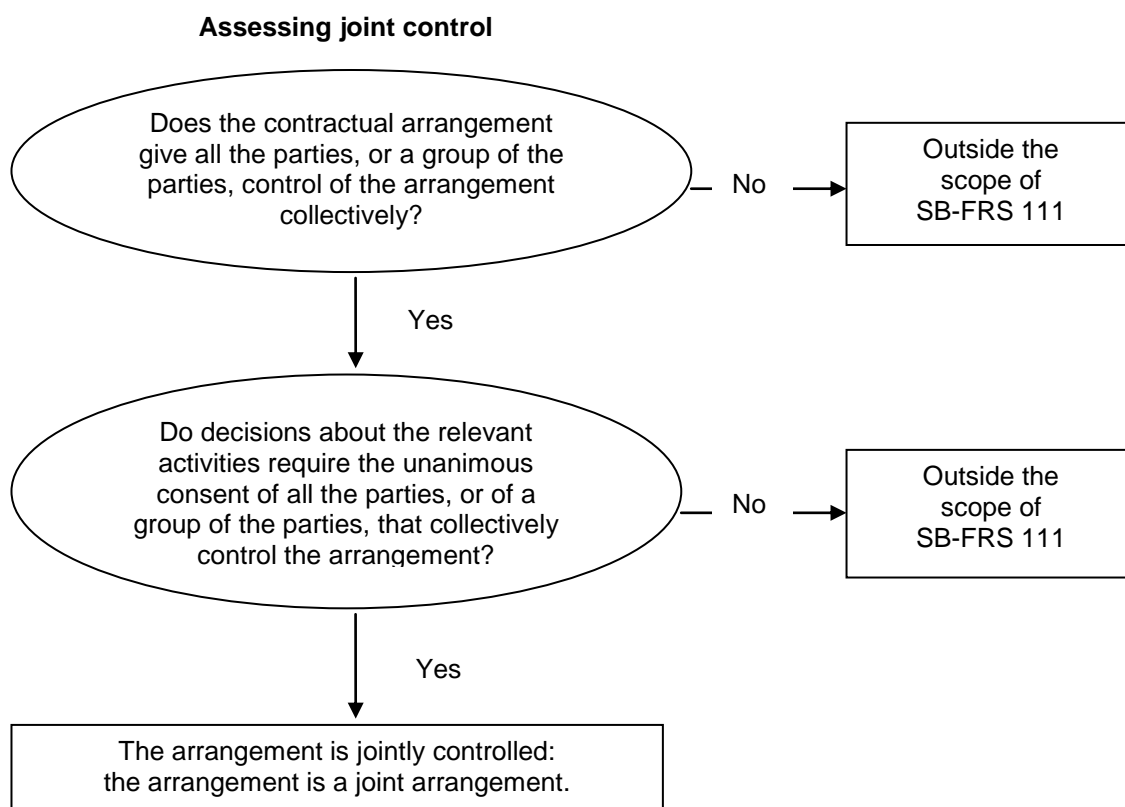 Assessing joint control
Does the contractual arrangement
give all the parties, or a group of the
parties, control of the arrangement
collectively?
No
Outside the
scope of
SB-FRS 111
Yes
Do decisions about the relevant
activities require the unanimous
consent of all the parties, or of a
group of the parties, that collectively
control the arrangement?
No
Outside the
scope of
SB-FRS 111
Yes
The arrangement is jointly controlled:
the arrangement is a joint arrangement.